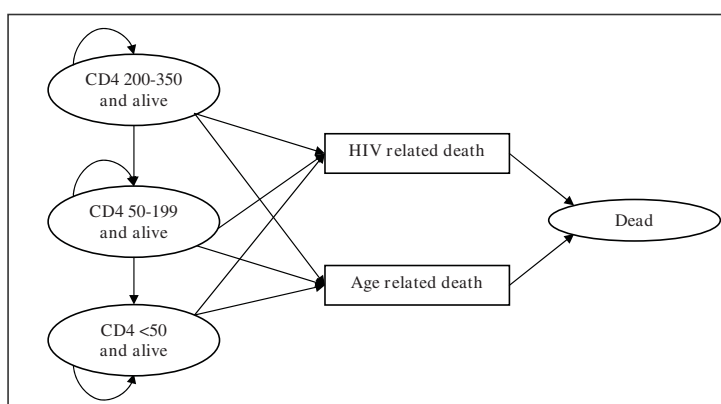 CD4 200-350
and alive
HIV related death
CD4 50-199
and alive
Dead
Age related death
CD4 <50
and alive